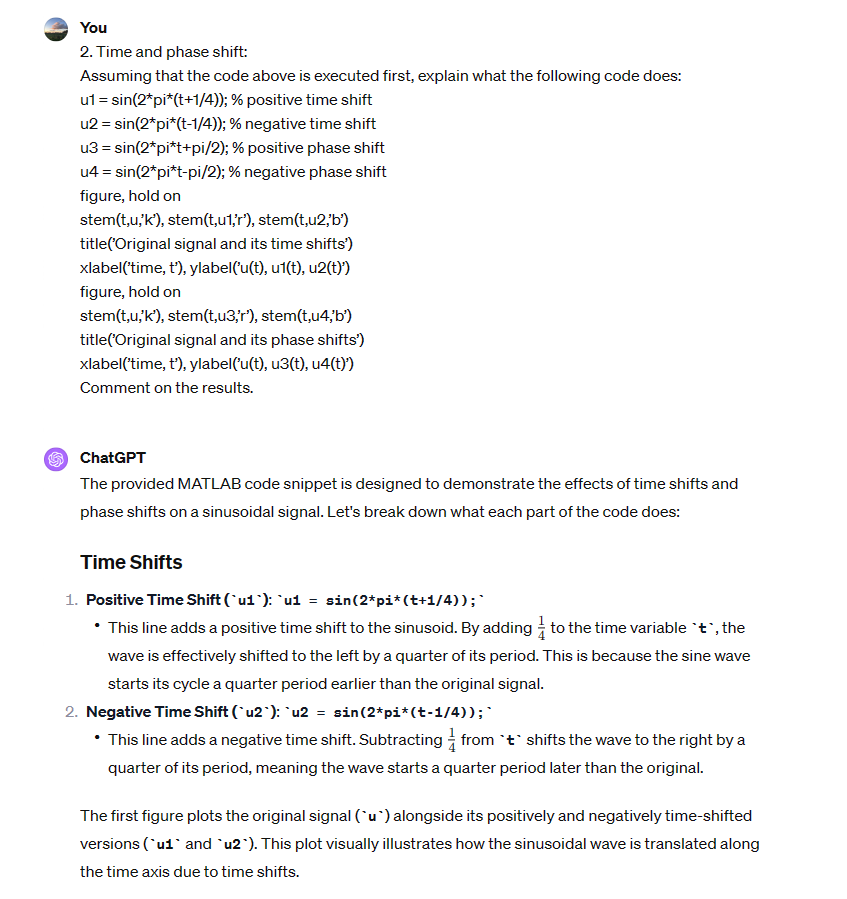 You
2. Time and phase shift:
Assuming that the code above is executed first, explain what the following code does:
u1 = sin(2*pi*(t+1/4)); % positive time shift
u2 = sin(2*pi*(t-1/4)); % negative time shift
u3 = sin(2*pi*t+pi/2); % positive phase shift
u4 = sin(2*pi*t-pi/2); % negative phase shift
figure, hold on
stem(t,u,’k’), stem(t,u1,’r’), stem(t,u2,’b’)
title(’Original signal and its time shifts’)
xlabel(’time, t’), ylabel(’u(t), u1(t), u2(t)’)
figure, hold on
stem(t,u,’k’), stem(t,u3,’r’), stem(t,u4,’b’)
title(’Original signal and its phase shifts’)
xlabel(’time, t’), ylabel(’u(t), u3(t), u4(t)’)
Comment on the results.
ChatGPT
The provided MATLAB code snippet is designed to demonstrate the effects of time shifts and
phase shifts on a sinusoidal signal. Let's break down what each part of the code does:
Time Shifts
1. Positive Time Shift (`u1`): `u1 = sin(2*pi*(t+1/4));`
• This line adds a positive time shift to the sinusoid. By adding 1/4 to the time variable `t`, the
wave is effectively shifted to the left by a quarter of its period. This is because the sine wave
starts its cycle a quarter period earlier than the original signal.
2. Negative Time Shift (`u2`): `u2 = sin(2*pi*(t-1/4));`
• This line adds a negative time shift. Subtracting 1/4 from `t` shifts the wave to the right by a
quarter of its period, meaning the wave starts a quarter period later than the original.
The first figure plots the original signal (`u`) alongside its positively and negatively time-shifted
versions (`u1` and `u2`). This plot visually illustrates how the sinusoidal wave is translated along
the time axis due to time shifts.